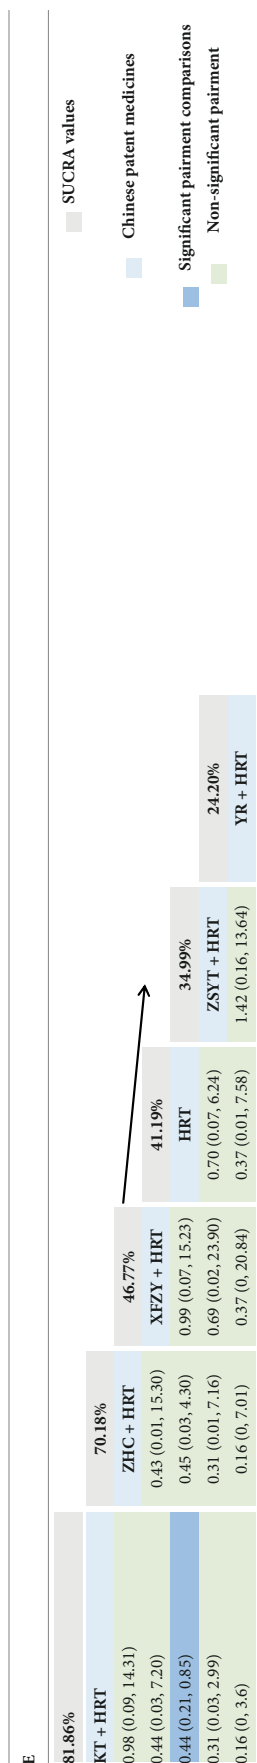 E
81.86%
KT + HRT 70.18%
0.98 (0.09, 14.31) ZHC + HRT 46.77%
0.44 (0.03, 7.20) 0.43 (0.01, 15.30) XFZY + HRT 41.19%
0.44 (0.21, 0.85) 0.45 (0.03, 4.30) 0.99 (0.07, 15.23) HRT 34.99%
0.31 (0.03, 2.99) 0.31 (0.01, 7.16) 0.69 (0.02, 23.90) 0.70 (0.07, 6.24) ZSYT + HRT 24.20%
0.16 (0, 3.6) 0.16 (0, 7.01) 0.37 (0, 20.84) 0.37 (0.01, 7.58) 1.42 (0.16, 13.64) YR + HRT
SUCRA values
Chinese patent medicines
Significant pairment comparisons
Non-significant pairment